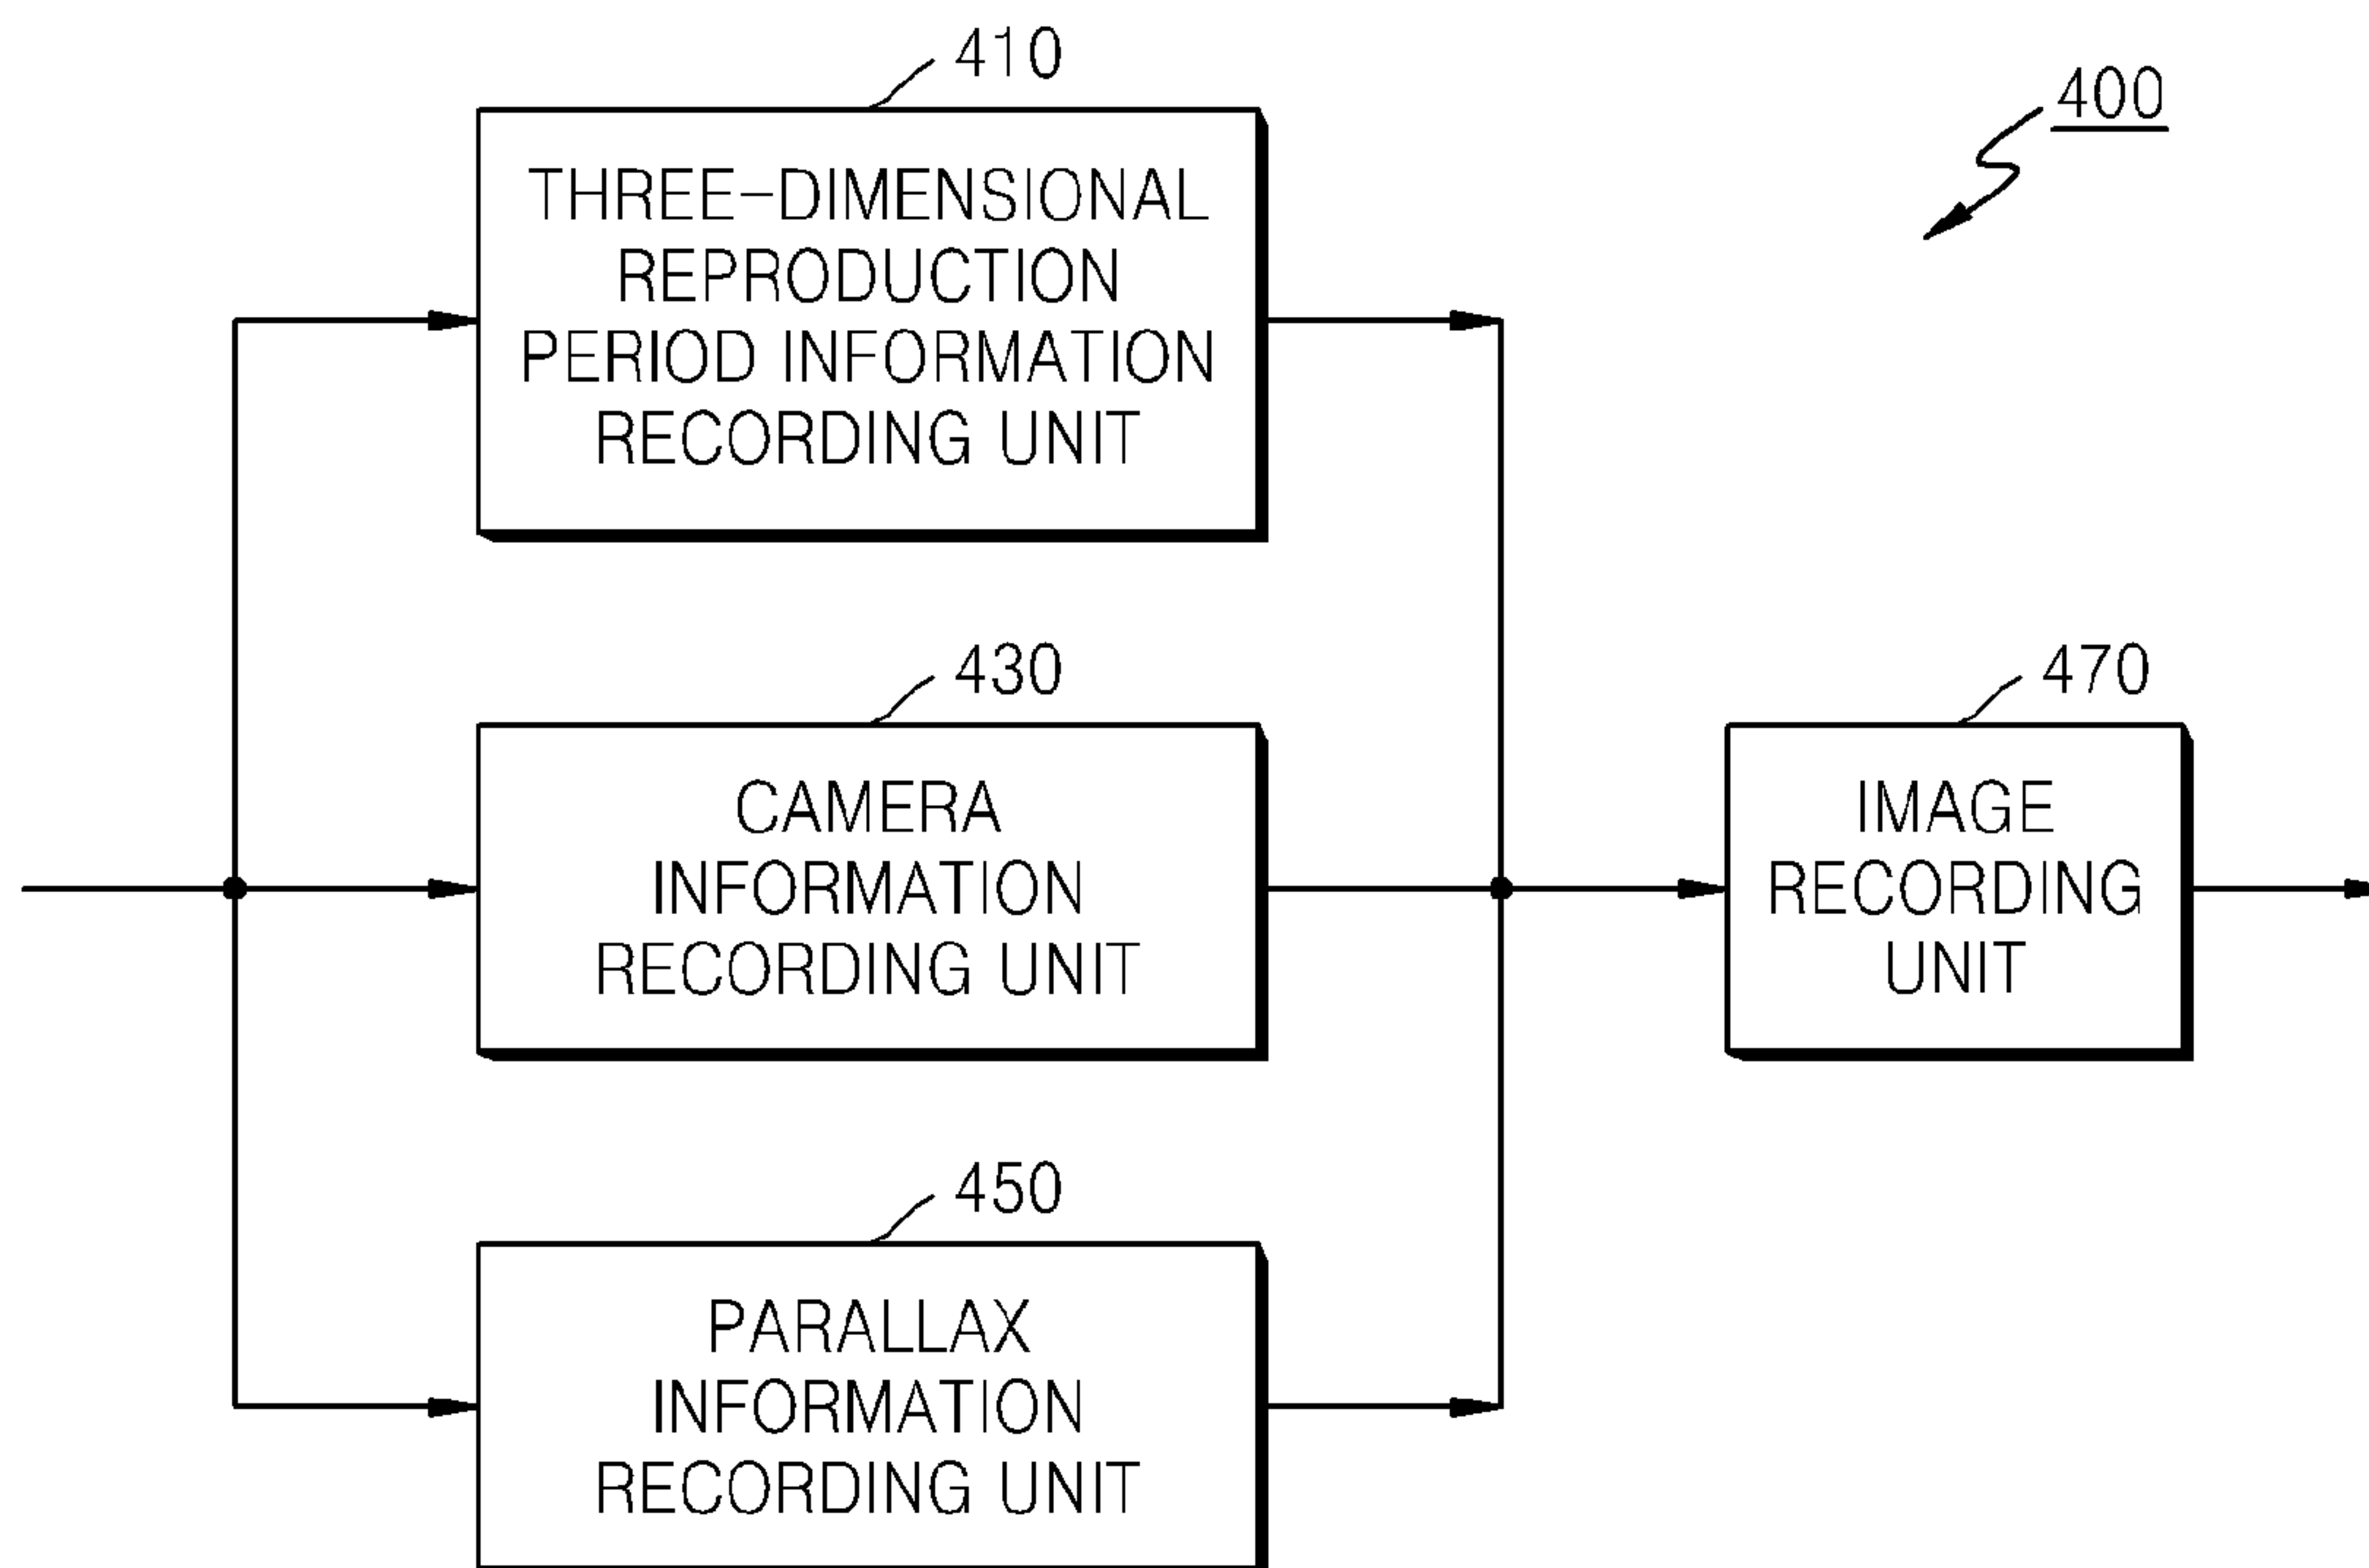 410
400
THREE-DIMENSIONAL
REPRODUCTION
PERIOD INFORMATION
RECORDING UNIT
430
470
CAMERA
INFORMATION
RECORDING UNIT
IMAGE
RECORDING
UNIT
450
PARALLAX
INFORMATION
RECORDING UNIT